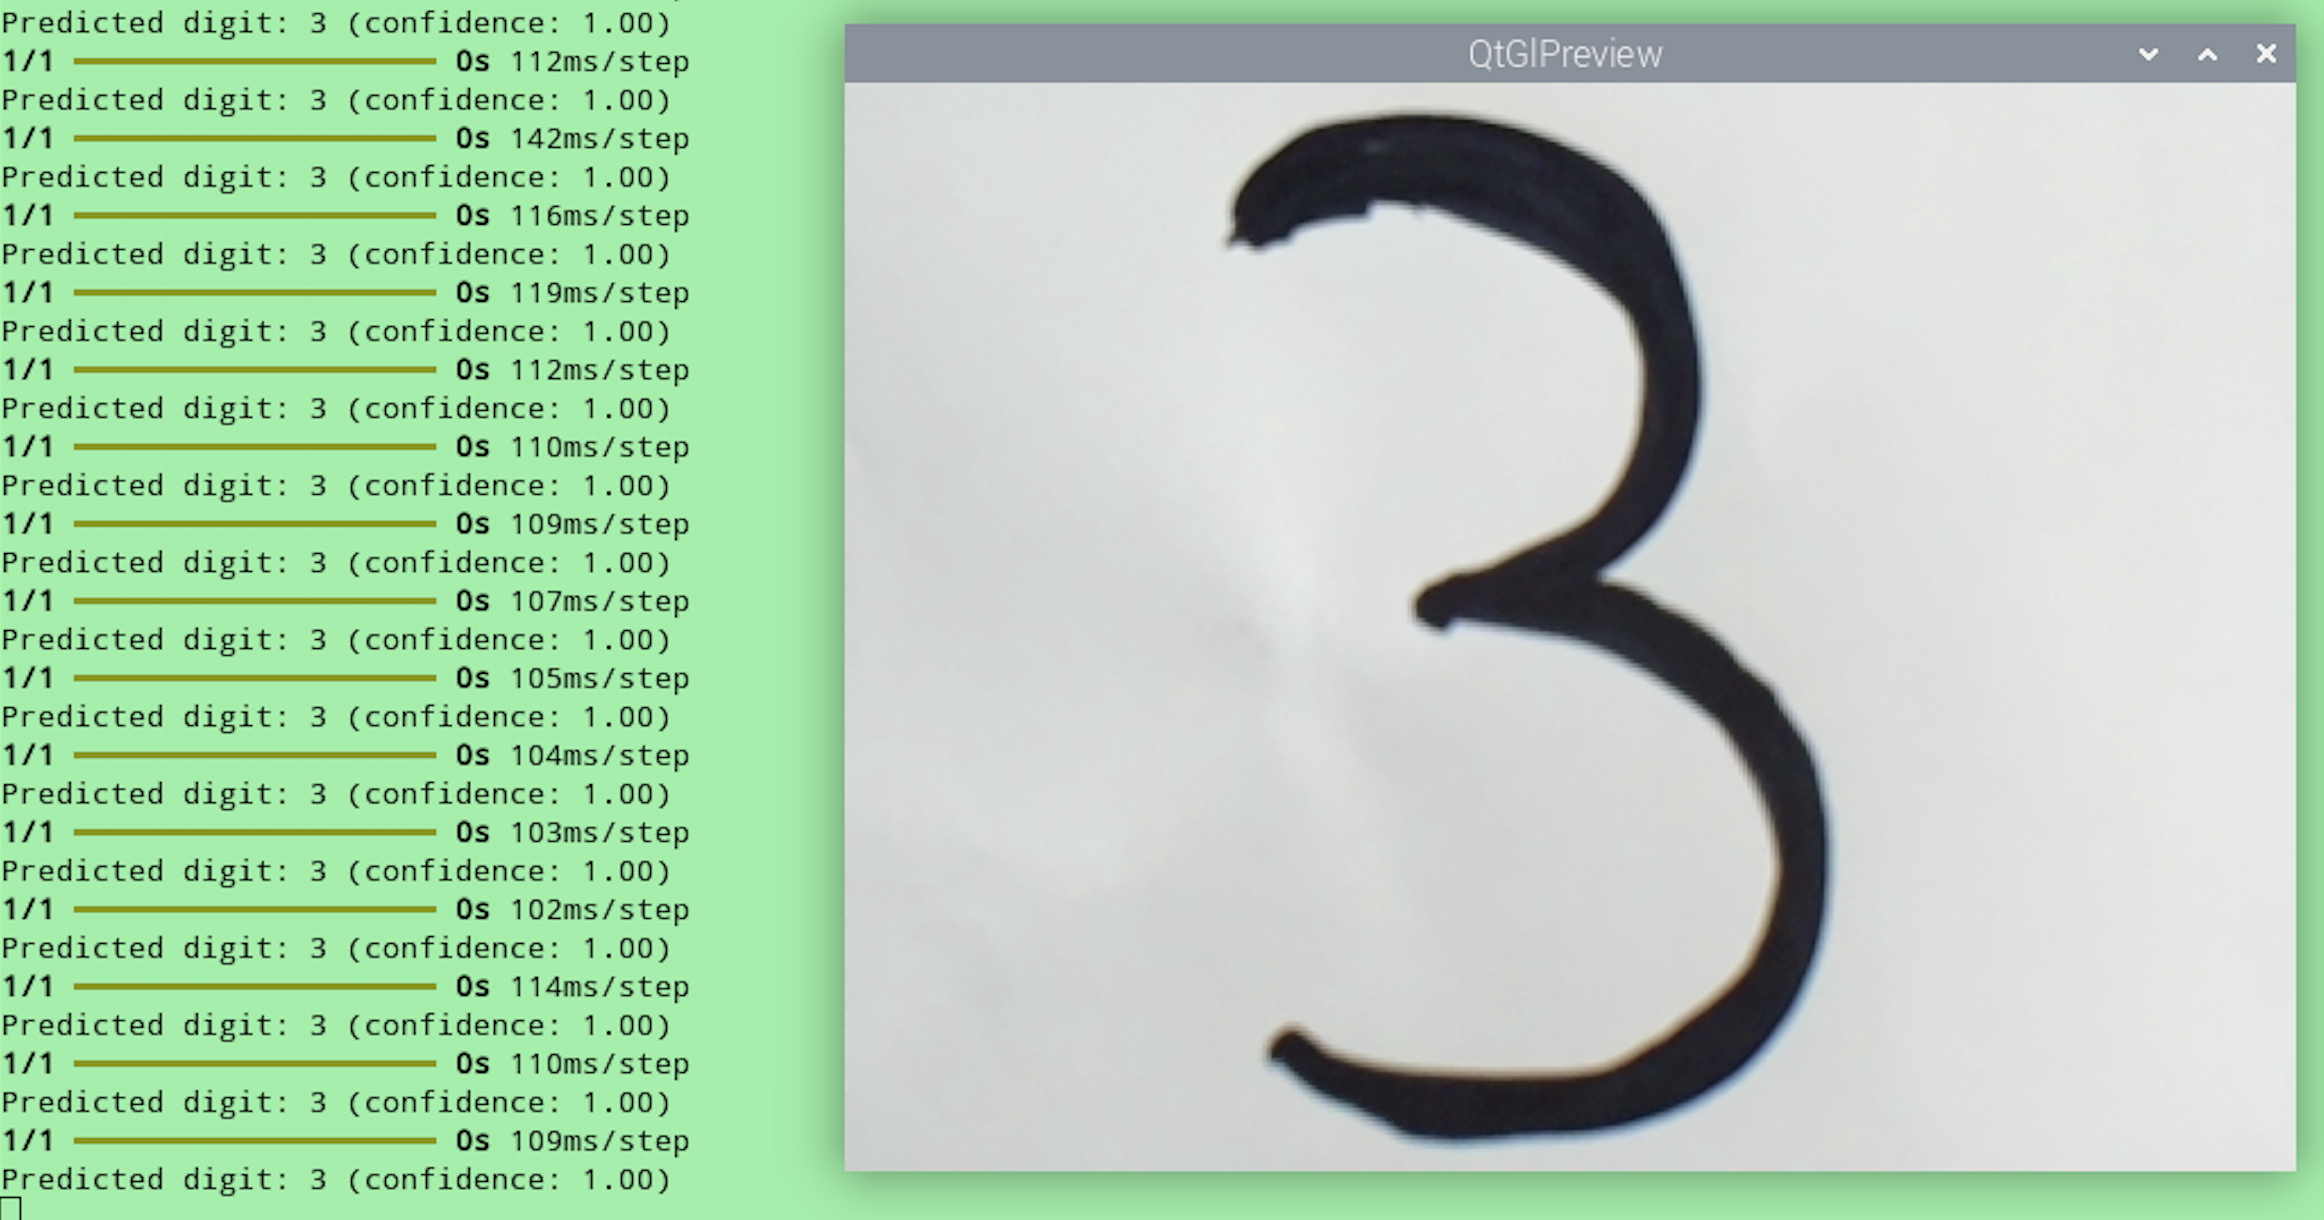 Predicted digit: 3 (confidence: 1.00)
1/1 0s 112ms/step
Predicted digit: 3 (confidence: 1.00)
1/1 0s 142ms/step
Predicted digit: 3 (confidence: 1.00)
1/1 0s 116ms/step
Predicted digit: 3 (confidence: 1.00)
1/1 0s 119ms/step
Predicted digit: 3 (confidence: 1.00)
1/1 0s 112ms/step
Predicted digit: 3 (confidence: 1.00)
1/1 0s 110ms/step
Predicted digit: 3 (confidence: 1.00)
1/1 0s 109ms/step
Predicted digit: 3 (confidence: 1.00)
1/1 0s 107ms/step
Predicted digit: 3 (confidence: 1.00)
1/1 0s 105ms/step
Predicted digit: 3 (confidence: 1.00)
1/1 0s 104ms/step
Predicted digit: 3 (confidence: 1.00)
1/1 0s 103ms/step
Predicted digit: 3 (confidence: 1.00)
1/1 0s 102ms/step
Predicted digit: 3 (confidence: 1.00)
1/1 0s 114ms/step
Predicted digit: 3 (confidence: 1.00)
1/1 0s 110ms/step
Predicted digit: 3 (confidence: 1.00)
1/1 0s 109ms/step
Predicted digit: 3 (confidence: 1.00)
QtGlPreview
3